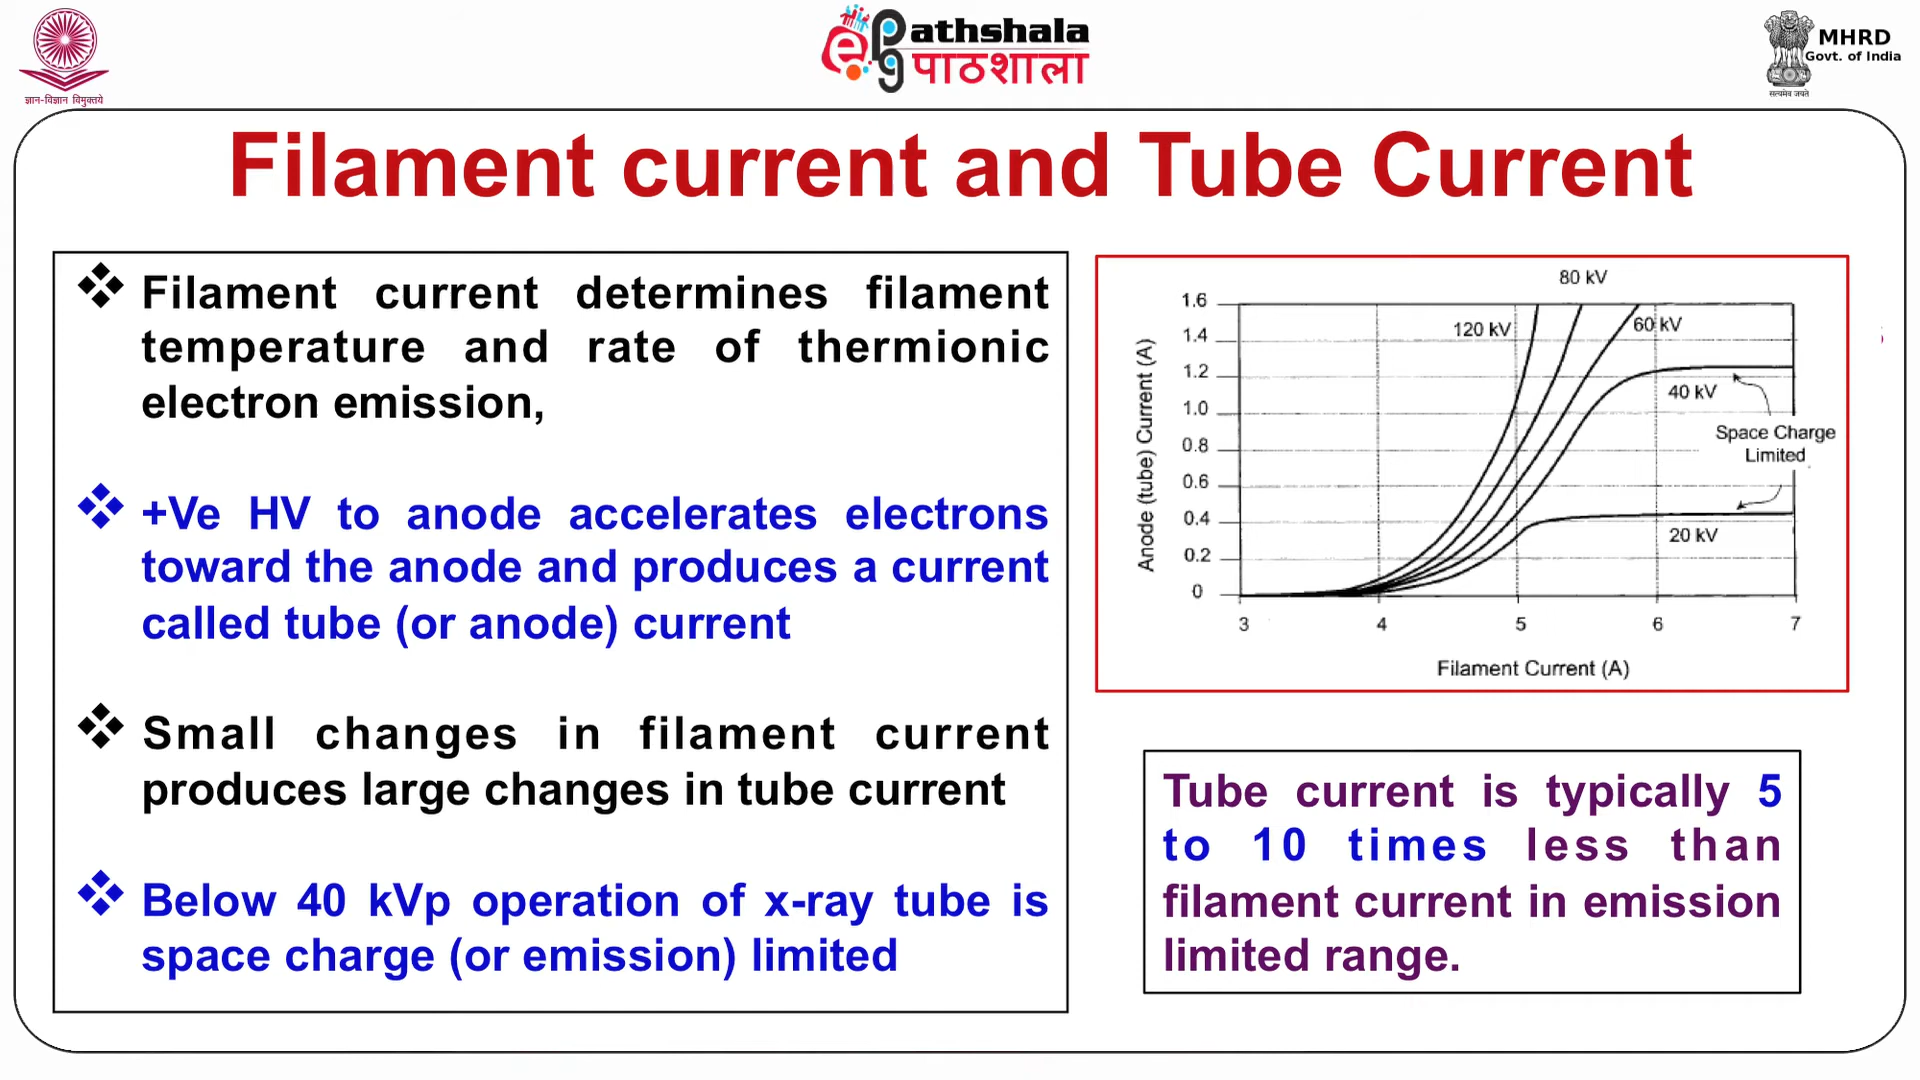 ज्ञान-विज्ञान विमुक्तये
ePG athshala
पाठशाला
MHRD
Govt. of India
सत्यमेव जयते
Filament current and Tube Current
Filament current determines filament
temperature and rate of thermionic
electron emission,
+Ve HV to anode accelerates electrons
toward the anode and produces a current
called tube (or anode) current
Small changes in filament current
produces large changes in tube current
Below 40 kVp operation of x-ray tube is
space charge (or emission) limited
80 kV
120 kV
60 kV
40 kV
Space Charge
Limited
20 kV
Anode (tube) Current (A)
1.6
1.4
1.2
1.0
0.8
0.6
0.4
0.2
0
3 4 5 6 7
Filament Current (A)
Tube current is typically 5
to 10 times less than
filament current in emission
limited range.